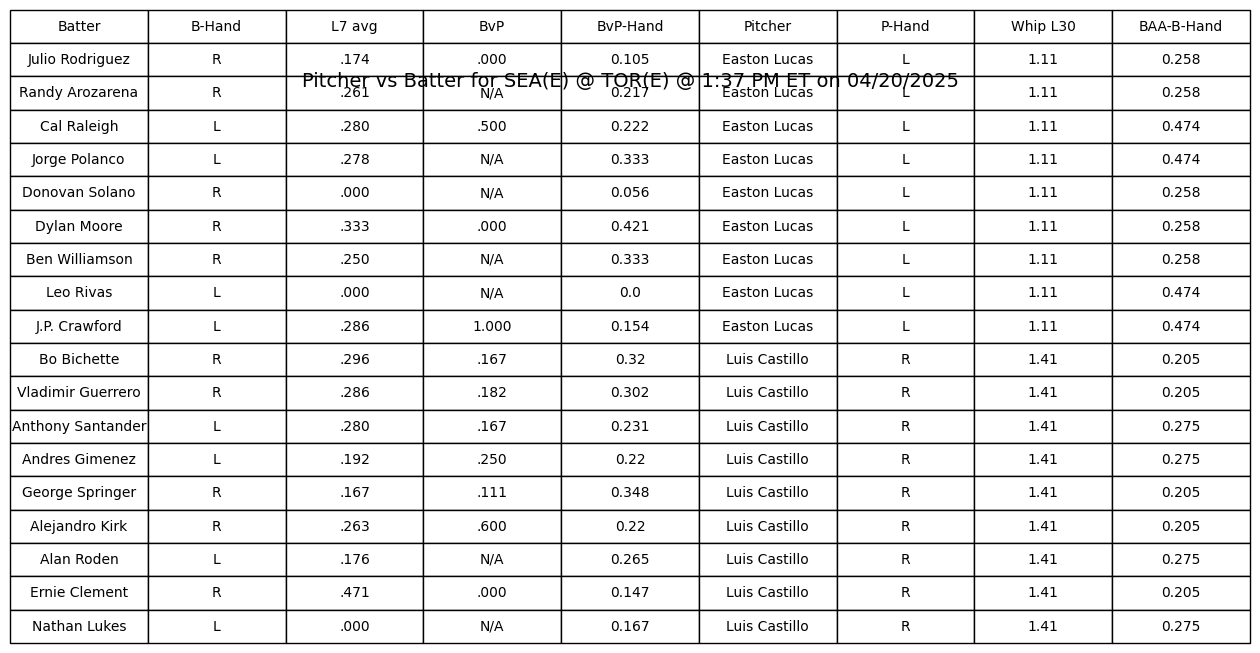 Batter B-Hand L7 avg BvP BvP-Hand Pitcher P-Hand Whip L30 BAA-B-Hand
Julio Rodriguez R .174 .000 0.105 Easton Lucas L 1.11 0.258
Pitcher vs Batter for SEA(E) @ TOR(E) @ 1:37 PM ET on 04/20/2025
Randy Arozarena R .261 N/A 0.217 Easton Lucas L 1.11 0.258
Cal Raleigh L .280 .500 0.222 Easton Lucas L 1.11 0.474
Jorge Polanco L .278 N/A 0.333 Easton Lucas L 1.11 0.474
Donovan Solano R .000 N/A 0.056 Easton Lucas L 1.11 0.258
Dylan Moore R .333 .000 0.421 Easton Lucas L 1.11 0.258
Ben Williamson R .250 N/A 0.333 Easton Lucas L 1.11 0.258
Leo Rivas L .000 N/A 0.0 Easton Lucas L 1.11 0.474
J.P. Crawford L .286 1.000 0.154 Easton Lucas L 1.11 0.474
Bo Bichette R .296 .167 0.32 Luis Castillo R 1.41 0.205
Vladimir Guerrero R .286 .182 0.302 Luis Castillo R 1.41 0.205
Anthony Santander L .280 .167 0.231 Luis Castillo R 1.41 0.275
Andres Gimenez L .192 .250 0.22 Luis Castillo R 1.41 0.275
George Springer R .167 .111 0.348 Luis Castillo R 1.41 0.205
Alejandro Kirk R .263 .600 0.22 Luis Castillo R 1.41 0.205
Alan Roden L .176 N/A 0.265 Luis Castillo R 1.41 0.275
Ernie Clement R .471 .000 0.147 Luis Castillo R 1.41 0.205
Nathan Lukes L .000 N/A 0.167 Luis Castillo R 1.41 0.275